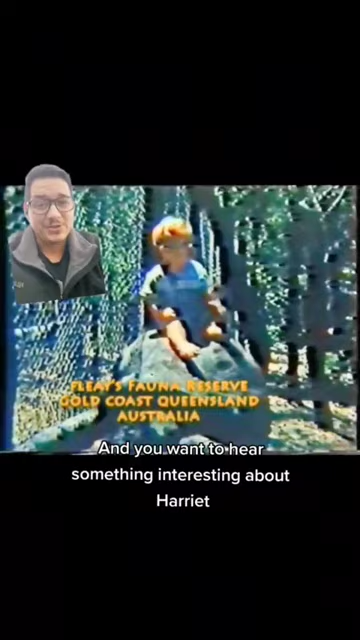 FLEAY'S FAUNA RESERVE
GOLD COAST QUEENSLAND
AUSTRALIA
And you want to hear
something interesting about
Harriet